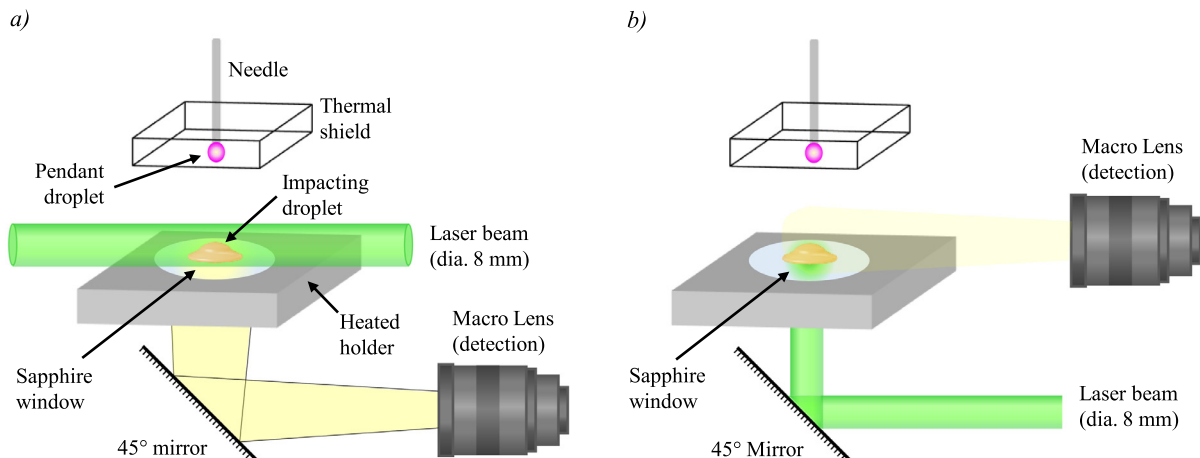 a)
Needle
Thermal
shield
Pendant
droplet
Impacting
droplet
Laser beam
(dia. 8 mm)
Heated
holder
Macro Lens
(detection)
Sapphire
window
45° mirror
b)
Macro Lens
(detection)
Sapphire
window
Laser beam
(dia. 8 mm)
45° Mirror